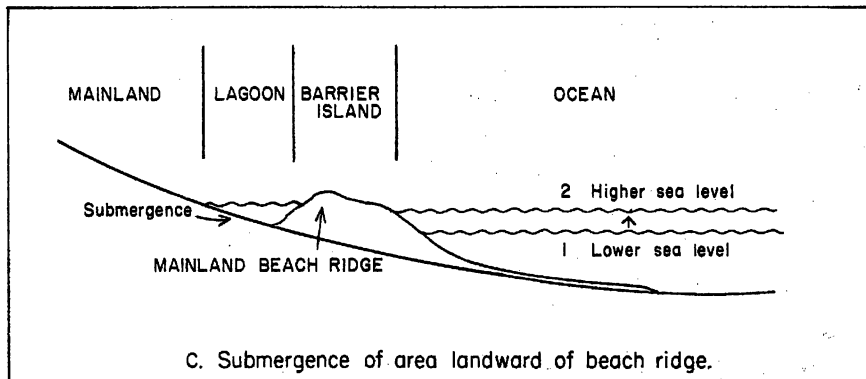 MAINLAND
LAGOON
BARRIER
ISLAND
OCEAN
2 Higher sea level
Submergence
1 Lower sea level
MAINLAND BEACH RIDGE
C. Submergence of area landward of beach ridge.